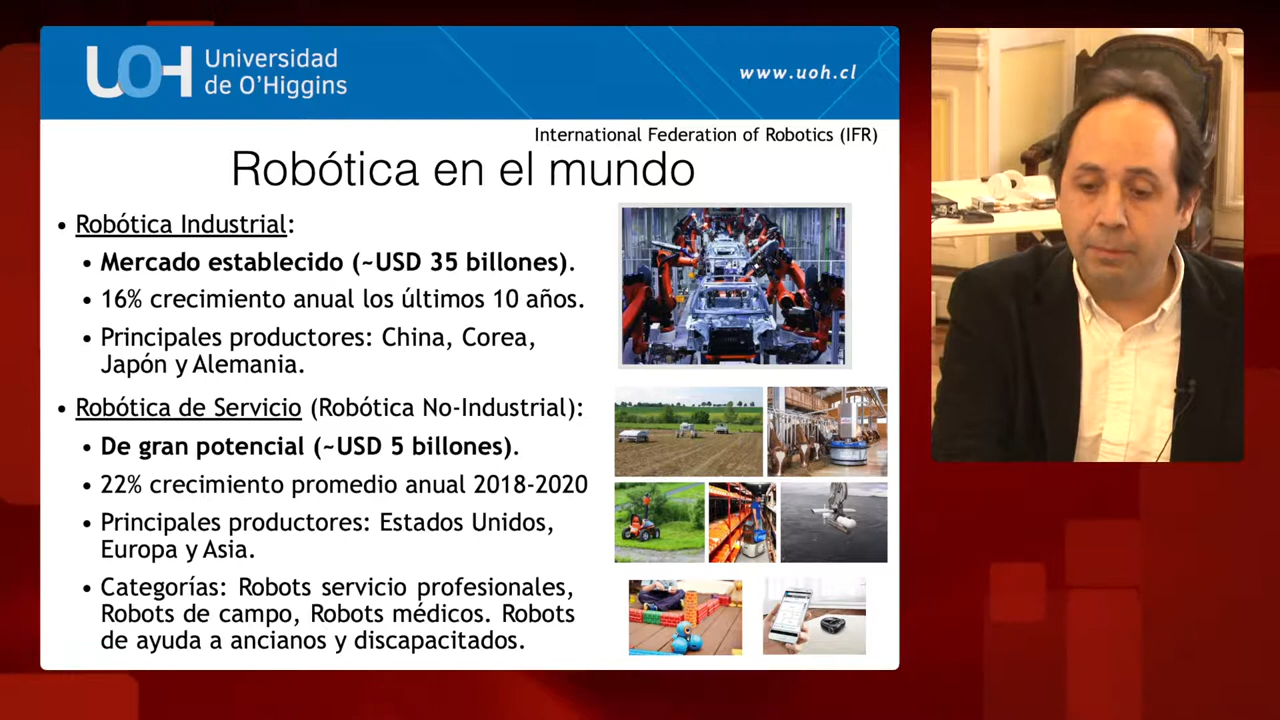 UOH Universidad
de O'Higgins
www.uoh.cl
International Federation of Robotics (IFR)
Robótica en el mundo
• Robótica Industrial:
• Mercado establecido (~USD 35 billones).
• 16% crecimiento anual los últimos 10 años.
• Principales productores: China, Corea,
Japón y Alemania.
• Robótica de Servicio (Robótica No-Industrial):
• De gran potencial (~USD 5 billones).
• 22% crecimiento promedio anual 2018-2020
• Principales productores: Estados Unidos,
Europa y Asia.
• Categorías: Robots servicio profesionales,
Robots de campo, Robots médicos. Robots
de ayuda a ancianos y discapacitados.